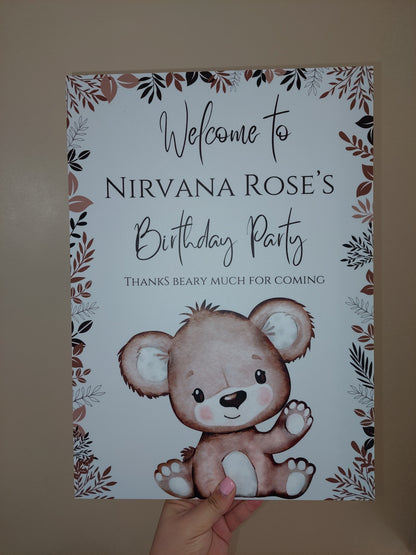 Welcome to
NIRVANA ROSE'S
Birthday Party
THANKS BEARY MUCH FOR COMING